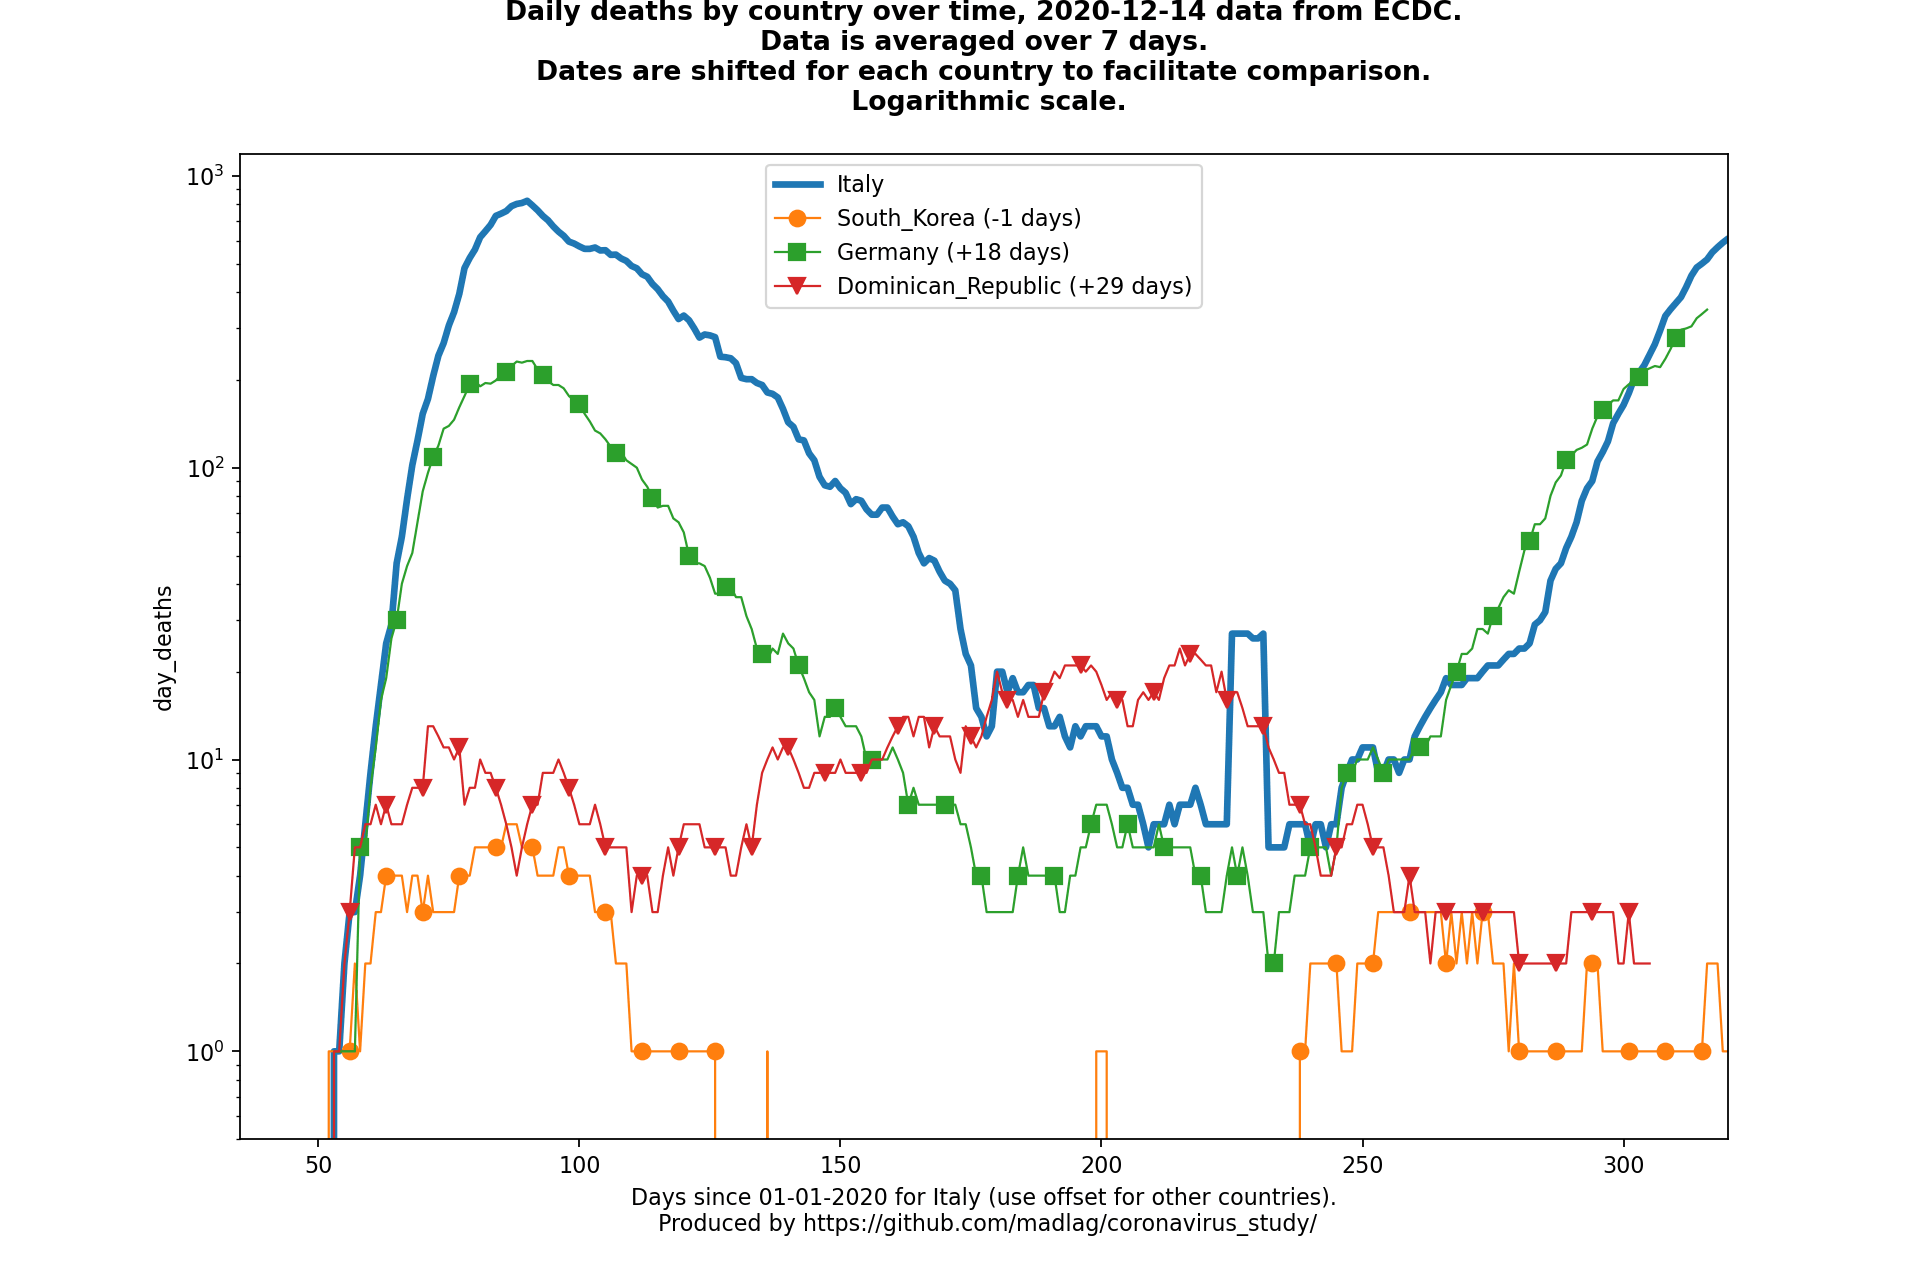 Daily deaths by country over time, 2020-12-14 data from ECDC.
Data is averaged over 7 days.
Dates are shifted for each country to facilitate comparison.
Logarithmic scale.
Italy
South_Korea (-1 days)
Germany (+18 days)
Dominican_Republic (+29 days)
day_deaths
10³
10²
10¹
10⁰
50 100 150 200 250 300
Days since 01-01-2020 for Italy (use offset for other countries).
Produced by https://github.com/madlag/coronavirus_study/